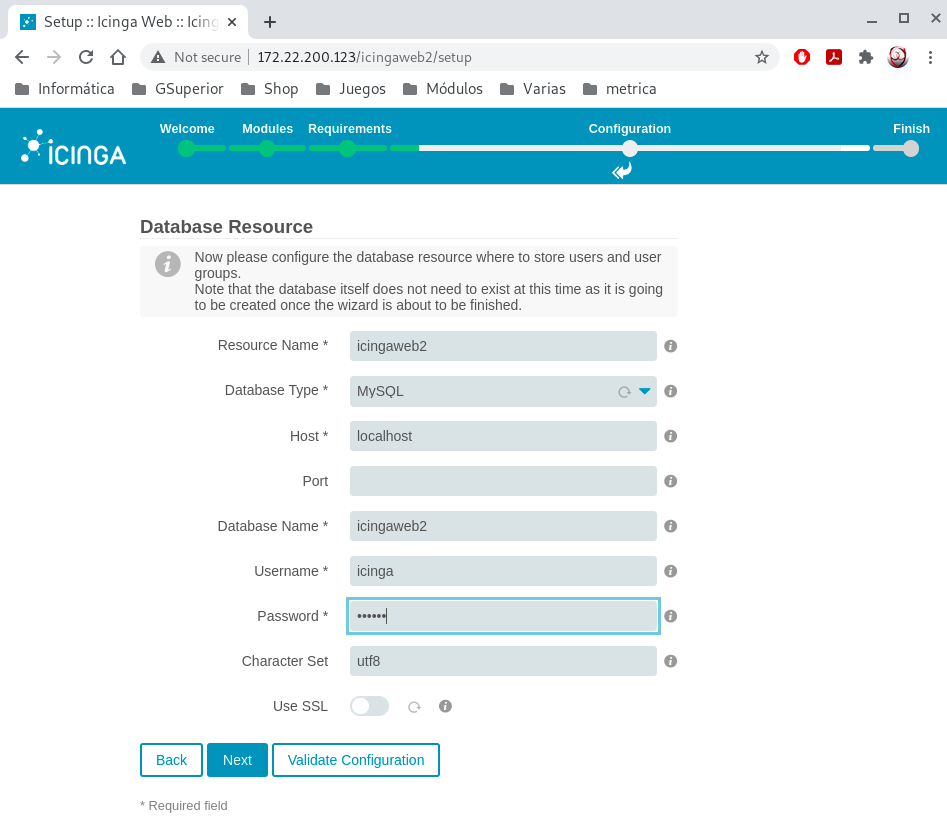 Setup :: Icinga Web :: Icing
Not secure | 172.22.200.123/icingaweb2/setup
Informática GSuperior Shop Juegos Módulos Varias metrica
icinga
Welcome Modules Requirements Configuration Finish
Database Resource
Now please configure the database resource where to store users and user
groups.
Note that the database itself does not need to exist at this time as it is going
to be created once the wizard is about to be finished.
Resource Name * icingaweb2
Database Type * MySQL
Host * localhost
Port
Database Name * icingaweb2
Username * icinga
Password * ••••••
Character Set utf8
Use SSL
Back Next Validate Configuration
* Required field